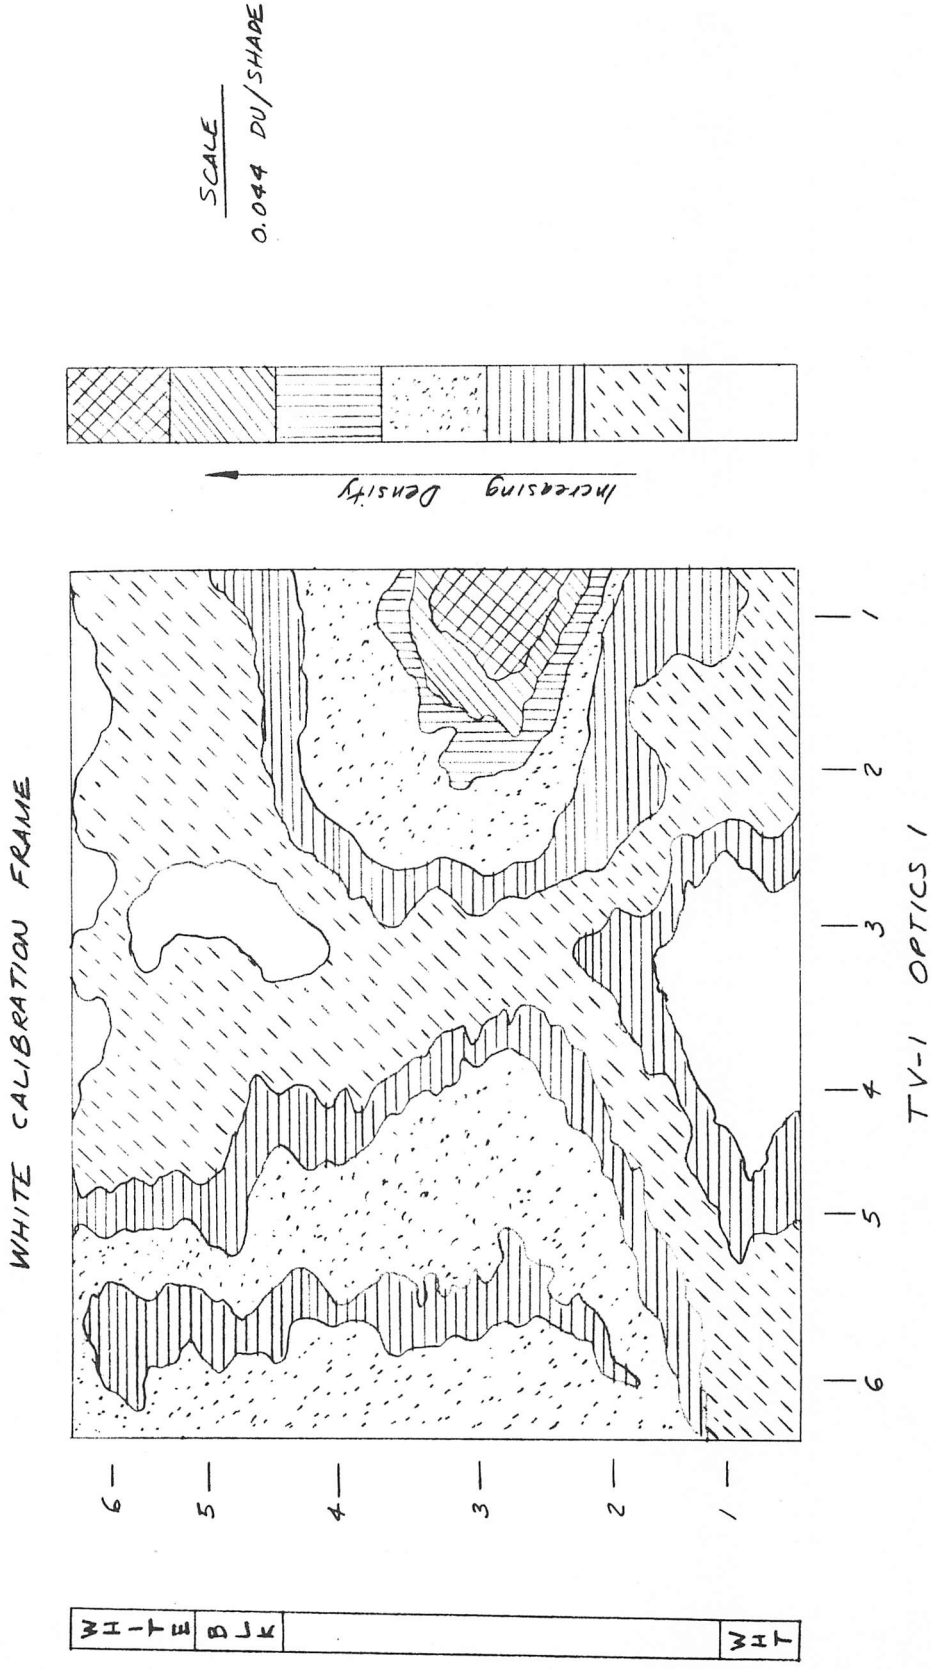 WHITE CALIBRATION FRAME
SCALE
0.044 DU/SHADE
Increasing Density
6
5
4
3
2
1
1
2
3
4
5
6
TV-1 OPTICS 1
WHITE
BLK
WHT